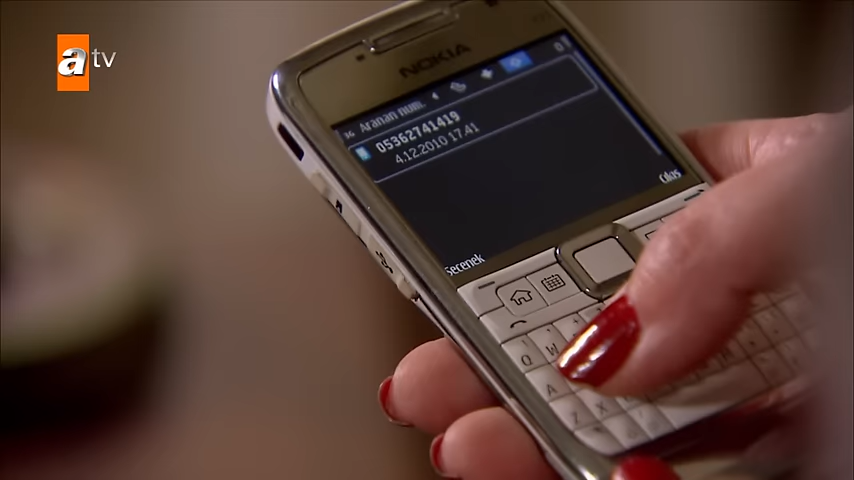 atv
NOKIA
Aranan num.
05362741419
4.12.2010 17.41
Seçenek
Çıkış
Q W
A
Z X